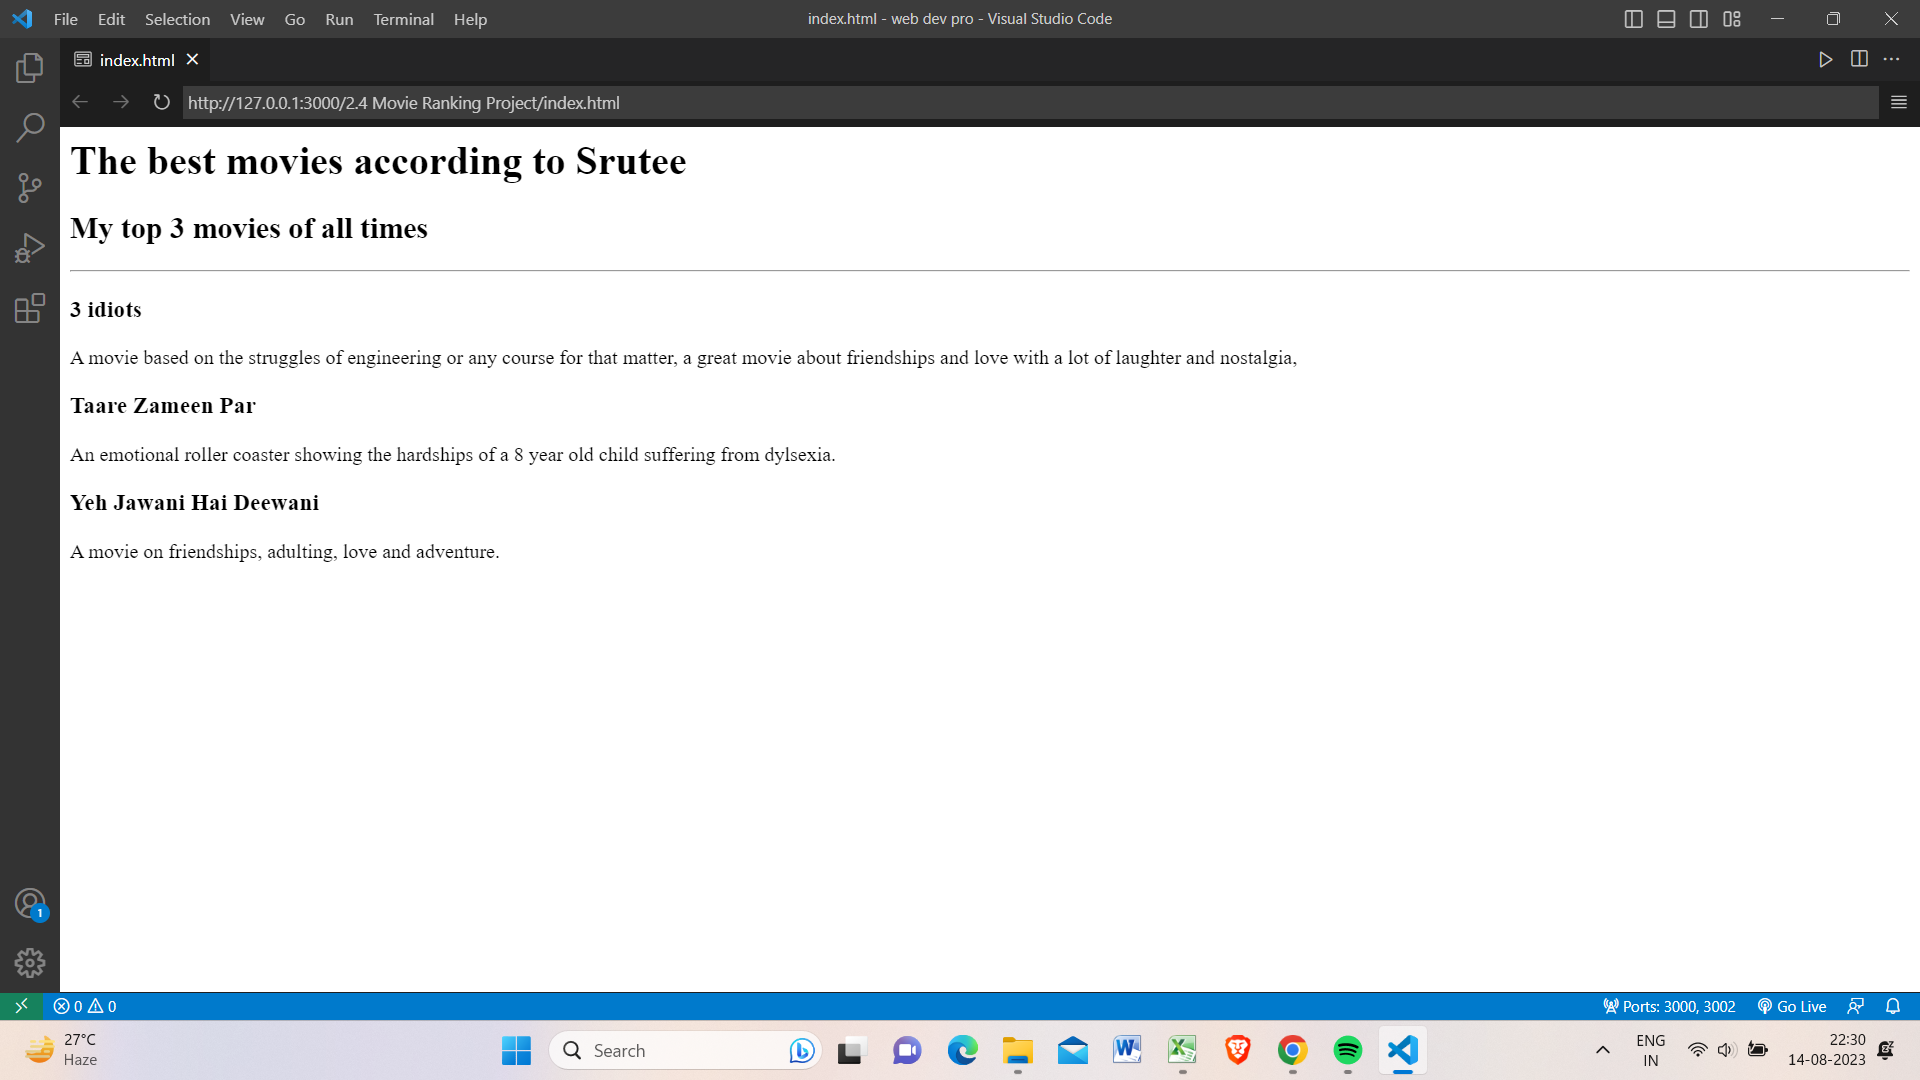 File Edit Selection View Go Run Terminal Help
index.html - web dev pro - Visual Studio Code
index.html
http://127.0.0.1:3000/2.4 Movie Ranking Project/index.html
The best movies according to Srutee
My top 3 movies of all times
3 idiots
A movie based on the struggles of engineering or any course for that matter, a great movie about friendships and love with a lot of laughter and nostalgia,
Taare Zameen Par
An emotional roller coaster showing the hardships of a 8 year old child suffering from dylsexia.
Yeh Jawani Hai Deewani
A movie on friendships, adulting, love and adventure.
1
0 0
Ports: 3000, 3002
Go Live
27°C
Haze
Search
ENG
IN
22:30
14-08-2023